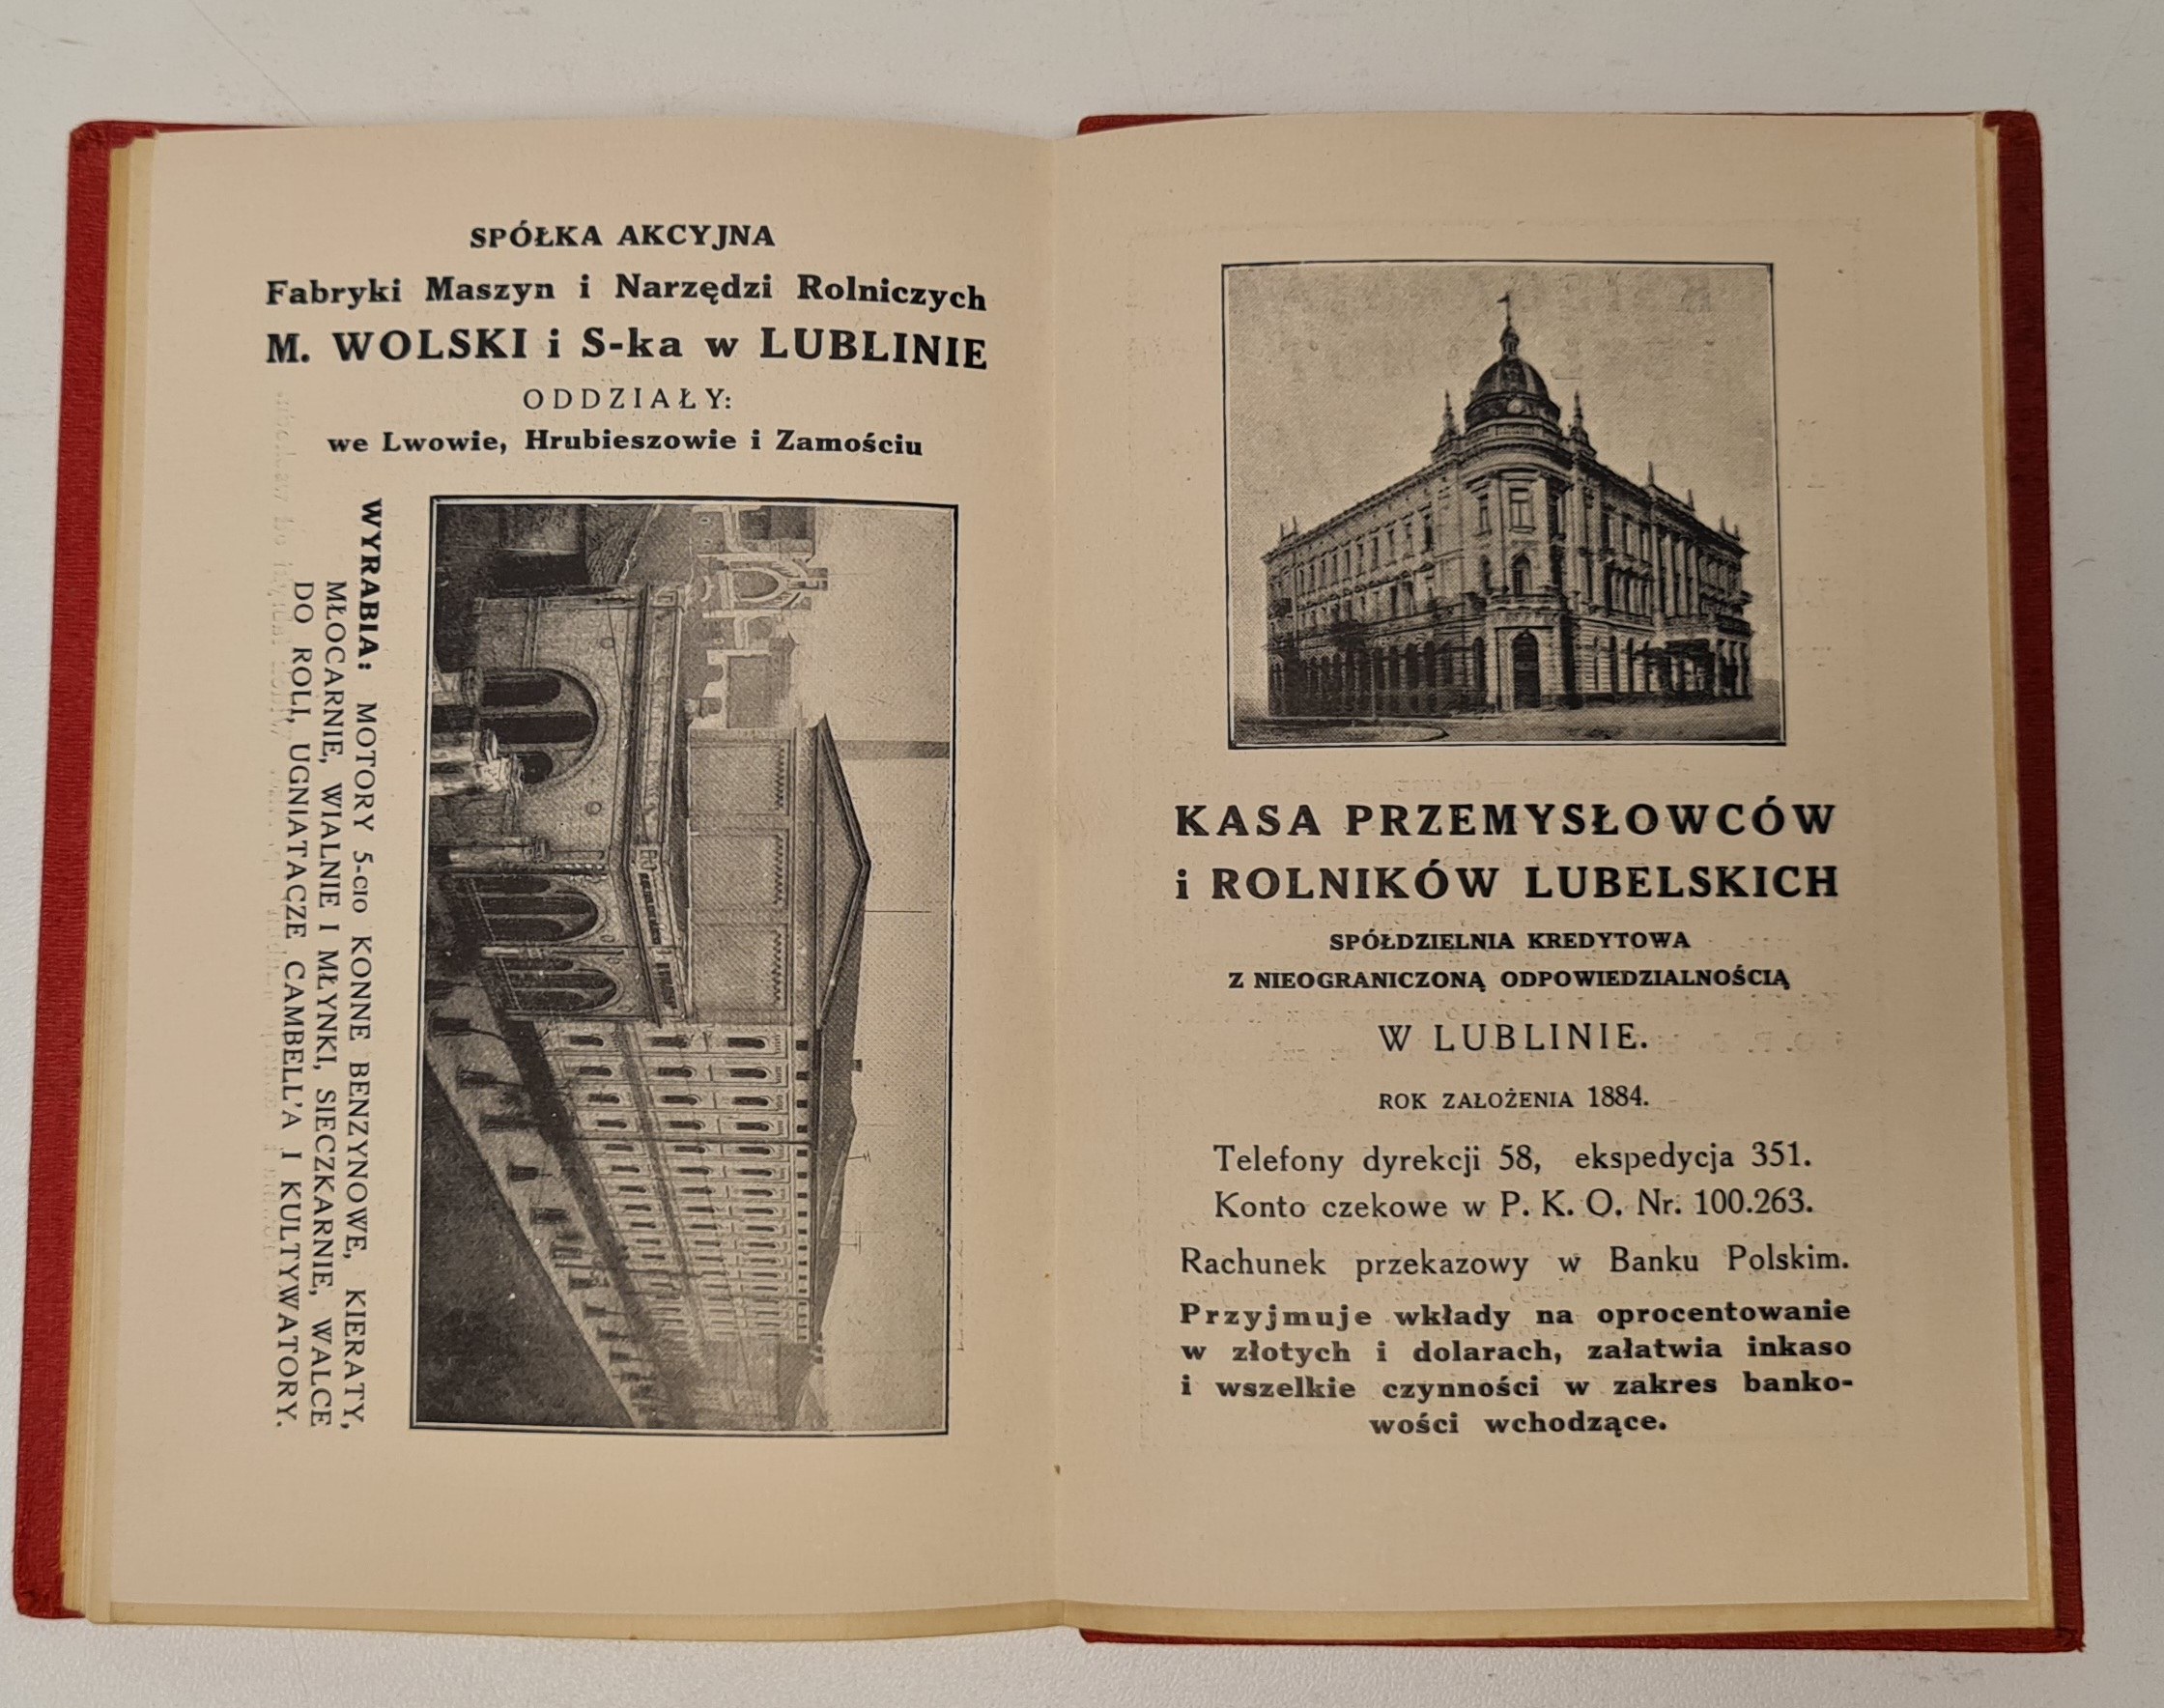 SPÓŁKA AKCYJNA
Fabryki Maszyn i Narzędzi Rolniczych
M. WOLSKI i S-ka w LUBLINIE
ODDZIAŁY:
we Lwowie, Hrubieszowie i Zamościu
WYRABIA: MOTORY 5-CIO KONNE BENZYNOWE, KIERATY,
MŁOCARNIE, WIALNIE I MŁYNKI, SIECZKARNIE, WALCE
DO ROLI, UGNIATACZE CAMBELL'A I KULTYWATORY.
KASA PRZEMYSŁOWCÓW
i ROLNIKÓW LUBELSKICH
SPÓŁDZIELNIA KREDYTOWA
Z NIEOGRANICZONĄ ODPOWIEDZIALNOŚCIĄ
W LUBLINIE.
ROK ZAŁOŻENIA 1884.
Telefony dyrekcji 58, ekspedycja 351.
Konto czekowe w P. K. O. Nr. 100.263.
Rachunek przekazowy w Banku Polskim.
Przyjmuje wkłady na oprocentowanie
w złotych i dolarach, załatwia inkaso
i wszelkie czynności w zakres banko-
wości wchodzące.